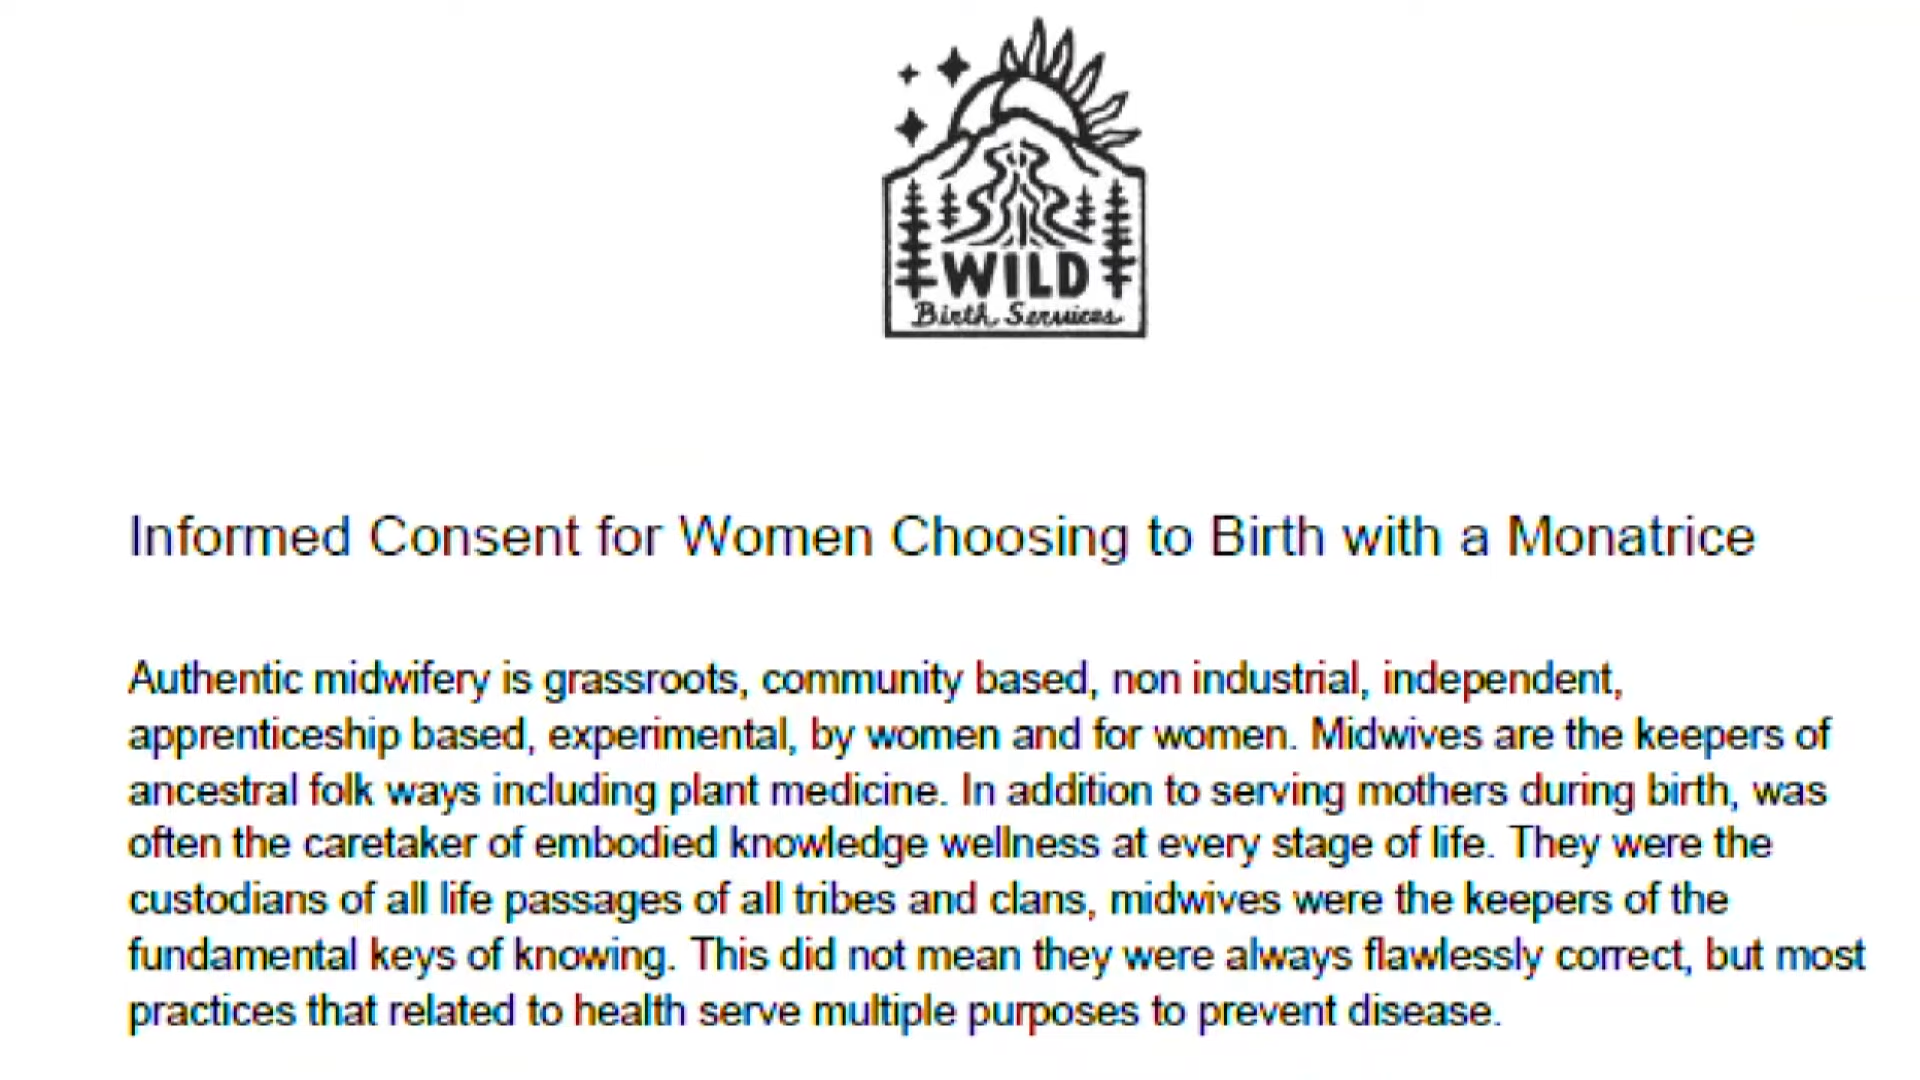 WILD
Birth Services
Informed Consent for Women Choosing to Birth with a Monatrice
Authentic midwifery is grassroots, community based, non industrial, independent,
apprenticeship based, experimental, by women and for women. Midwives are the keepers of
ancestral folk ways including plant medicine. In addition to serving mothers during birth, was
often the caretaker of embodied knowledge wellness at every stage of life. They were the
custodians of all life passages of all tribes and clans, midwives were the keepers of the
fundamental keys of knowing. This did not mean they were always flawlessly correct, but most
practices that related to health serve multiple purposes to prevent disease.